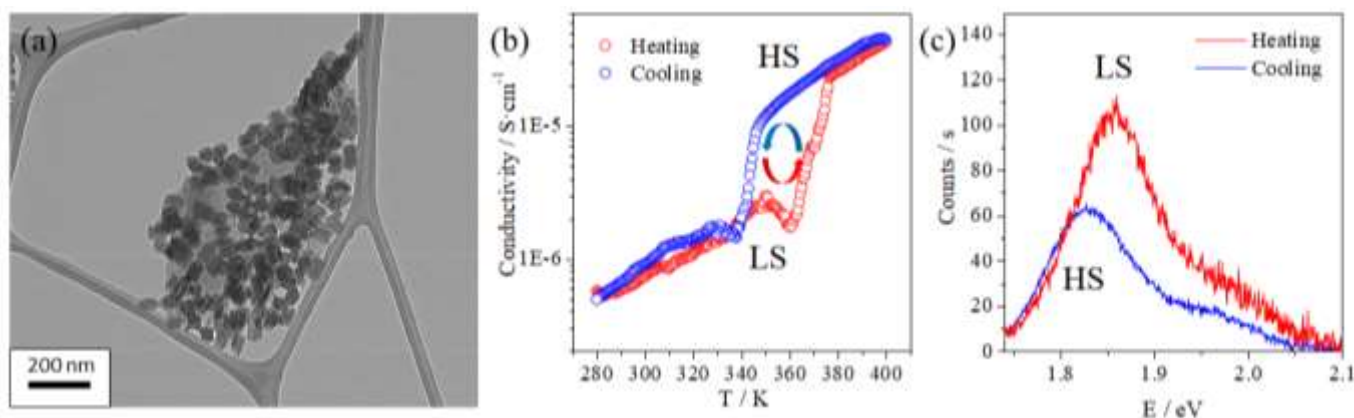 (a)
200 nm
(b)
Heating
Cooling
HS
LS
Conductivity / S·cm⁻¹
1E-5
1E-6
280 300 320 340 360 380 400
T / K
(c)
Heating
Cooling
LS
HS
Counts / s
140
120
100
80
60
40
20
0
1.8 1.9 2.0 2.1
E / eV